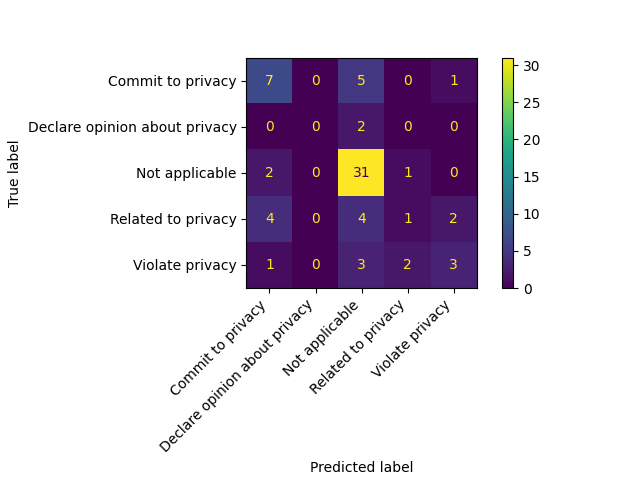 True label
Commit to privacy 7 0 5 0 1
Declare opinion about privacy 0 0 2 0 0
Not applicable 2 0 31 1 0
Related to privacy 4 0 4 1 2
Violate privacy 1 0 3 2 3
Commit to privacy
Declare opinion about privacy
Not applicable
Related to privacy
Violate privacy
Predicted label
30
25
20
15
10
5
0